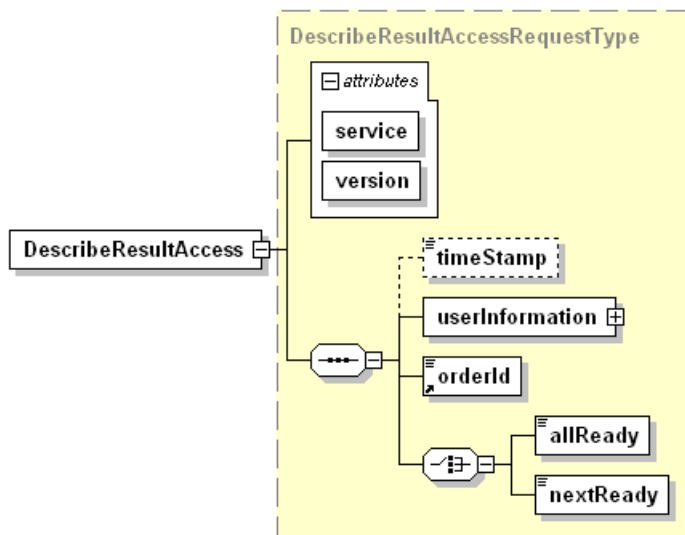 DescribeResultAccessRequestType
attributes
service
version
DescribeResultAccess
timeStamp
userInformation
orderId
allReady
nextReady